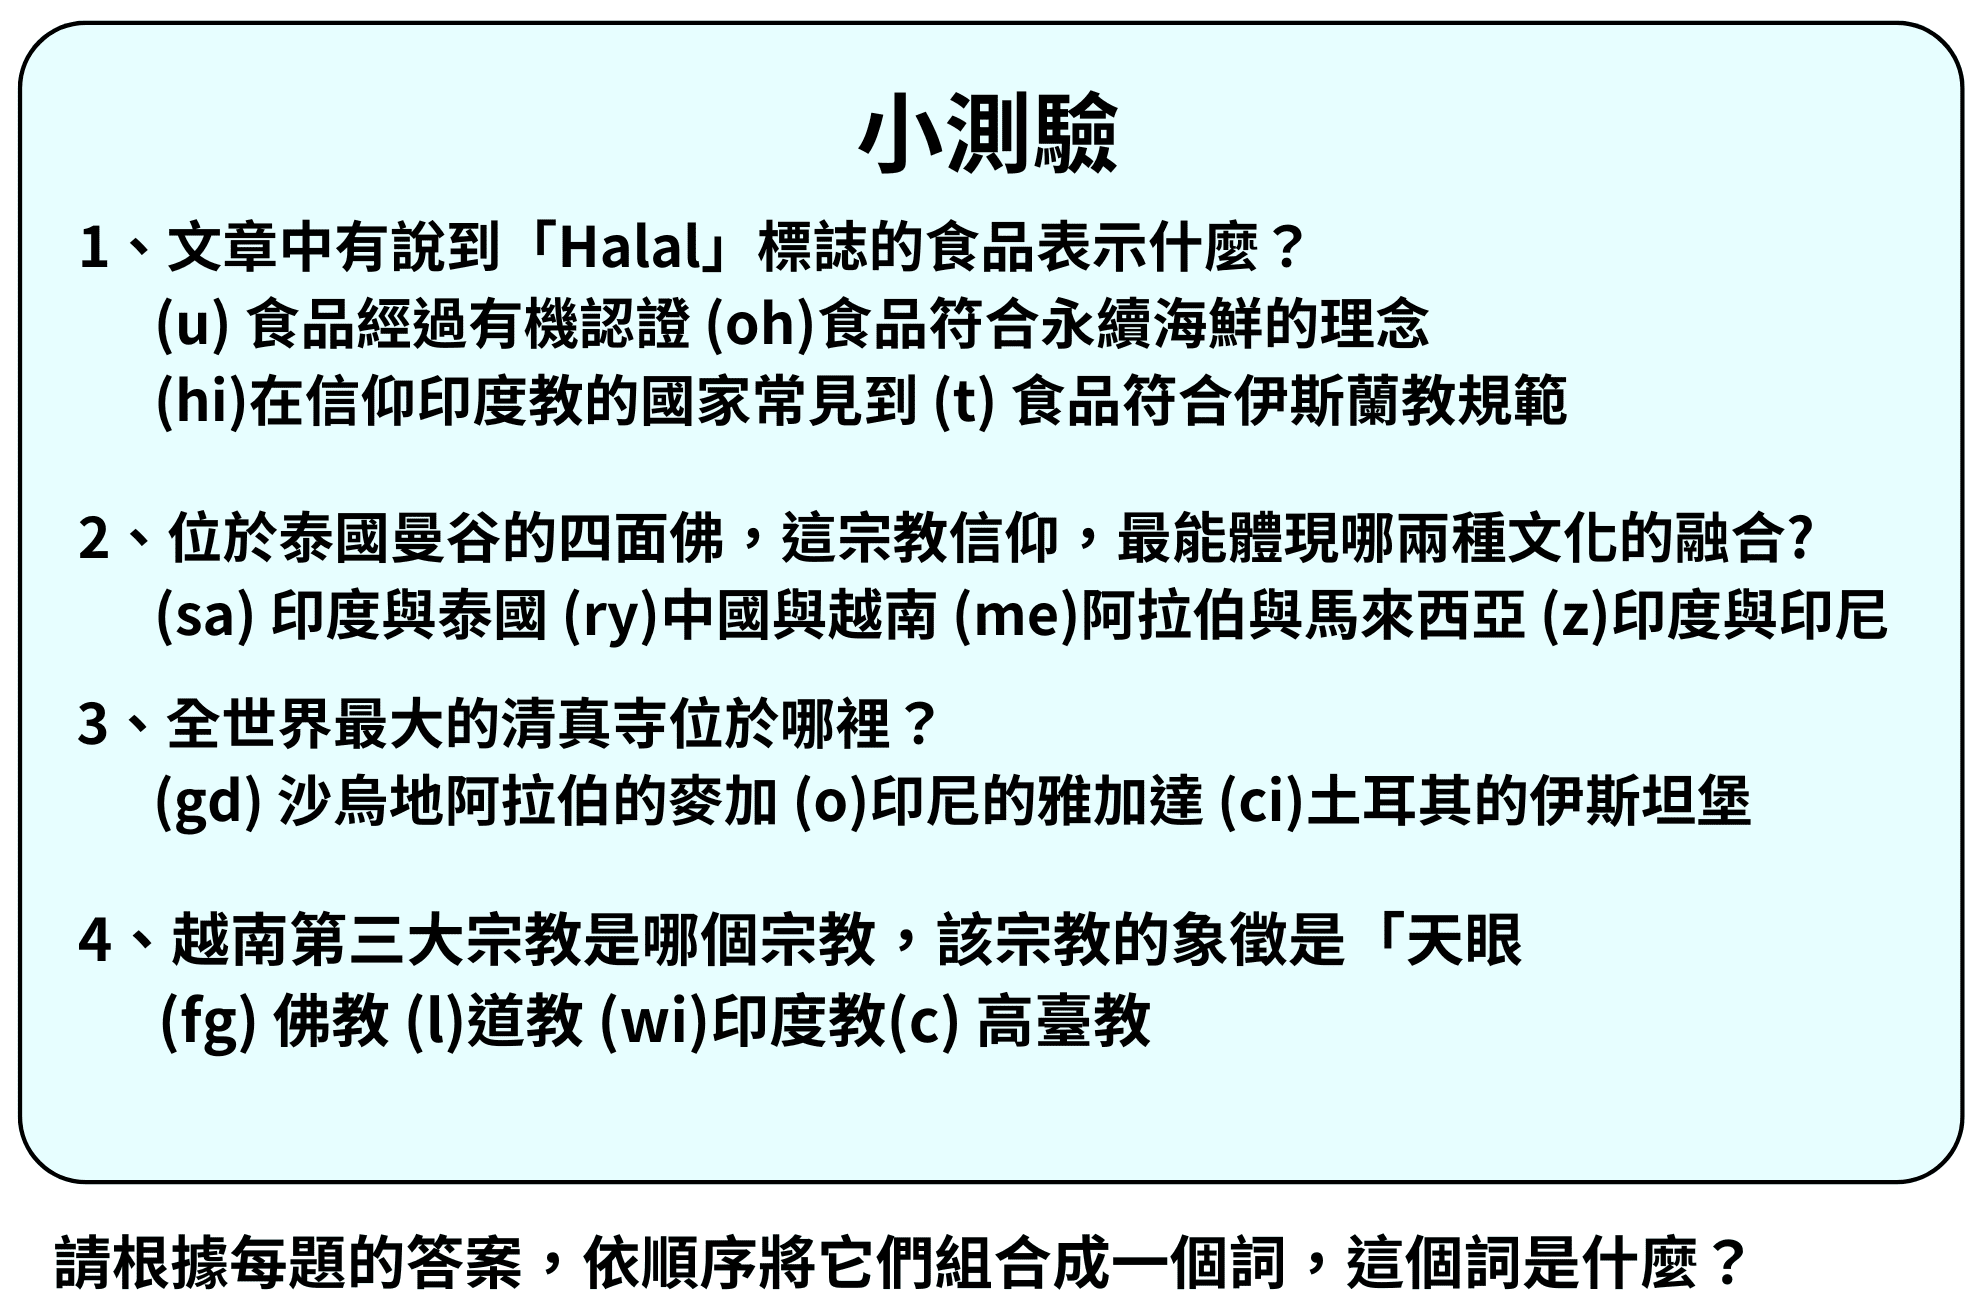 小測驗
1、文章中有說到「Halal」標誌的食品表示什麼？
(u) 食品經過有機認證 (oh)食品符合永續海鮮的理念
(hi)在信仰印度教的國家常見到 (t) 食品符合伊斯蘭教規範
2、位於泰國曼谷的四面佛，這宗教信仰，最能體現哪兩種文化的融合?
(sa) 印度與泰國 (ry)中國與越南 (me)阿拉伯與馬來西亞 (z)印度與印尼
3、全世界最大的清真寺位於哪裡？
(gd) 沙烏地阿拉伯的麥加 (o)印尼的雅加達 (ci)土耳其的伊斯坦堡
4、越南第三大宗教是哪個宗教，該宗教的象徵是「天眼
(fg) 佛教 (l)道教 (wi)印度教(c) 高臺教
請根據每題的答案，依順序將它們組合成一個詞，這個詞是什麼？